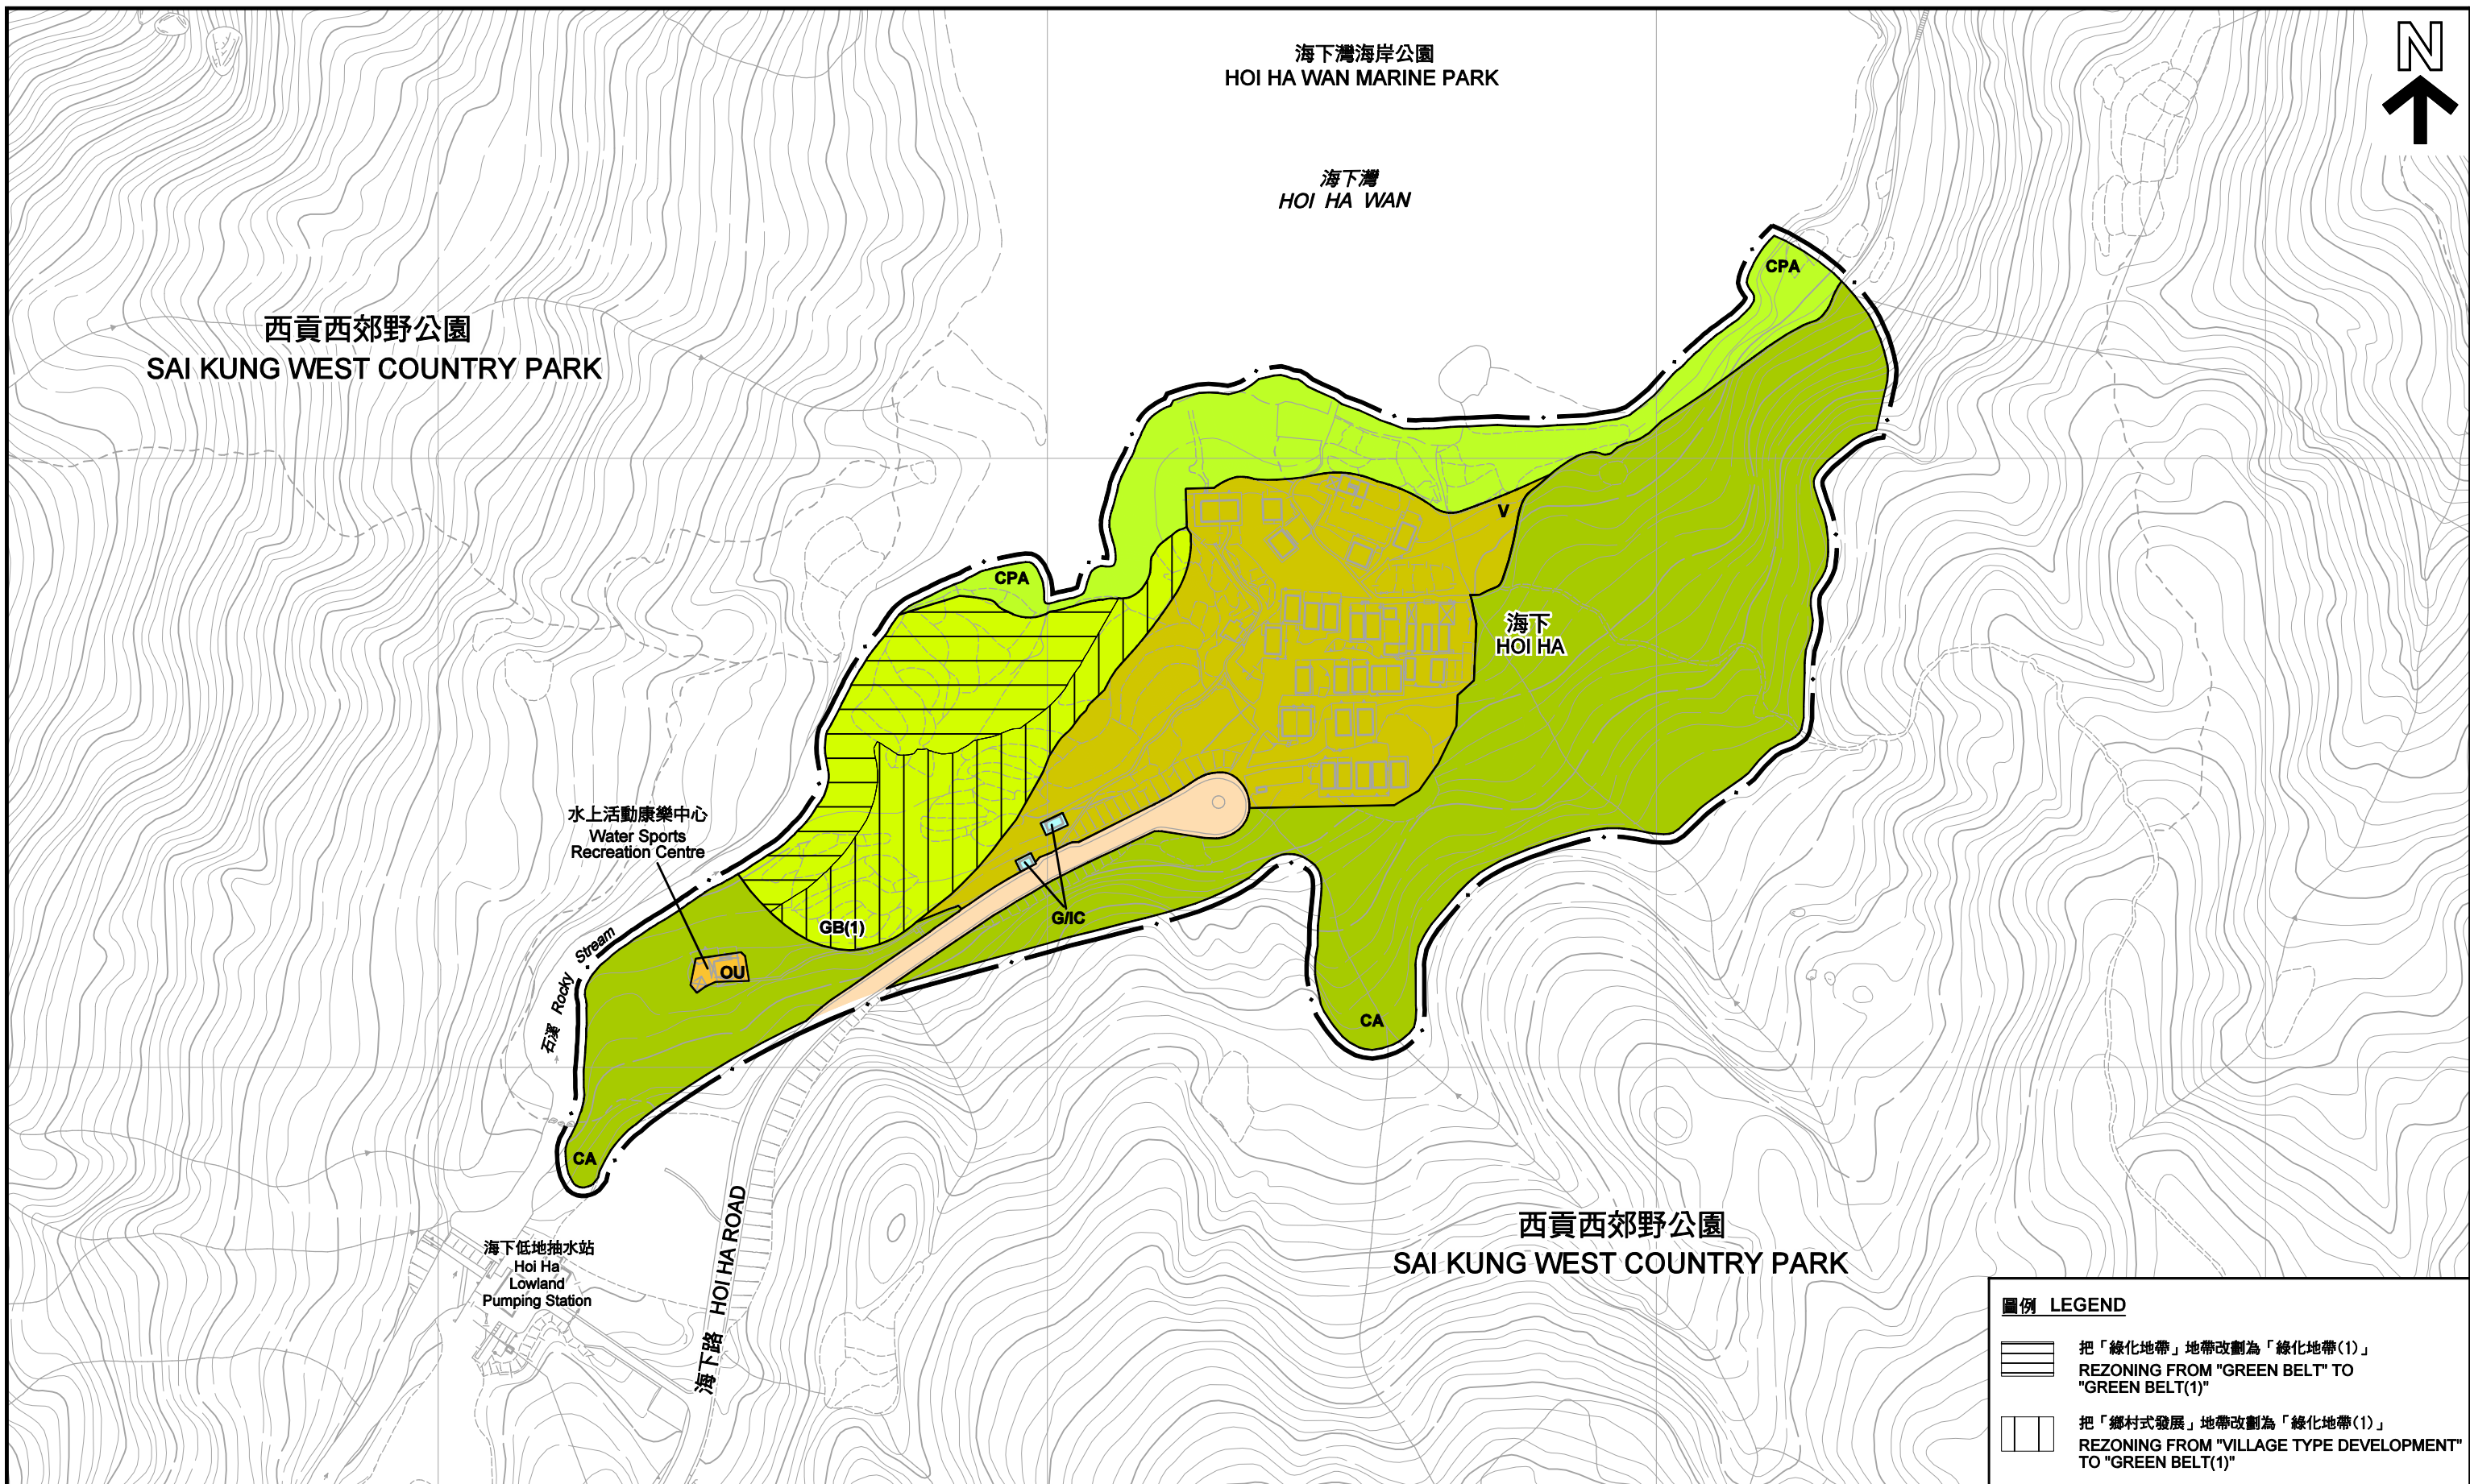 海下灣海岸公園
HOI HA WAN MARINE PARK
N
海下灣
HOI HA WAN
CPA
西貢西郊野公園
SAI KUNG WEST COUNTRY PARK
V
CPA
海下
HOI HA
水上活動康樂中心
Water Sports
Recreation Centre
GB(1)
G/IC
OU
石澗 Rocky Stream
CA
CA
海下低地抽水站
Hoi Ha
Lowland
Pumping Station
海下路 HOI HA ROAD
西貢西郊野公園
SAI KUNG WEST COUNTRY PARK
圖例 LEGEND
把「綠化地帶」地帶改劃為「綠化地帶(1)」
REZONING FROM "GREEN BELT" TO
"GREEN BELT(1)"
把「鄉村式發展」地帶改劃為「綠化地帶(1)」
REZONING FROM "VILLAGE TYPE DEVELOPMENT"
TO "GREEN BELT(1)"